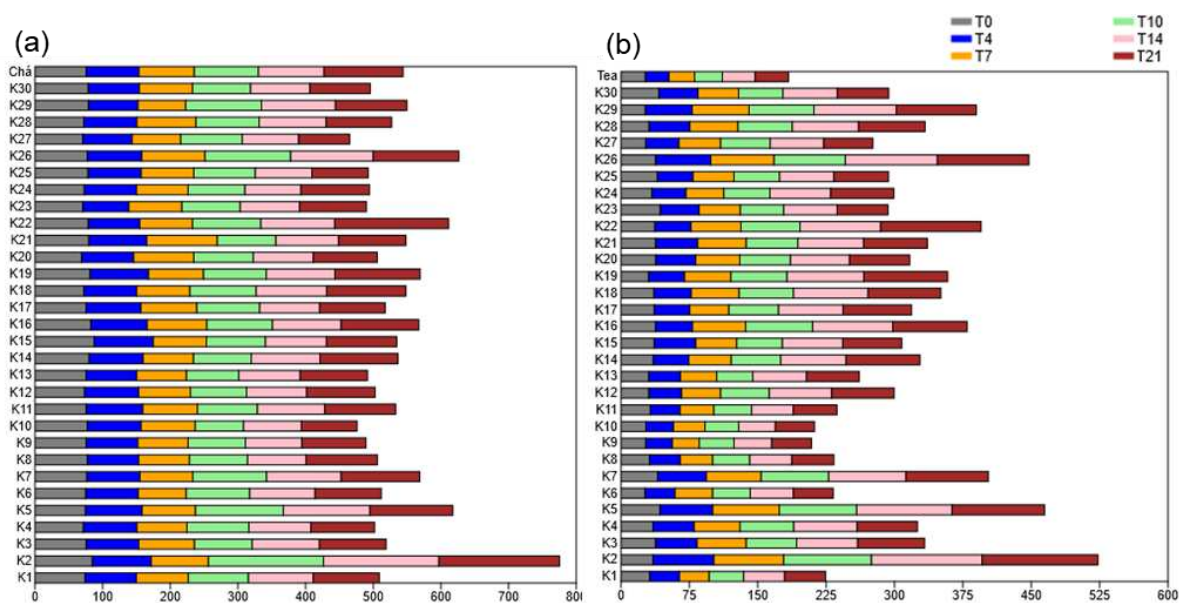 (a)
Chá
K30
K29
K28
K27
K26
K25
K24
K23
K22
K21
K20
K19
K18
K17
K16
K15
K14
K13
K12
K11
K10
K9
K8
K7
K6
K5
K4
K3
K2
K1
0 100 200 300 400 500 600 700 800
(b)
T0 T10
T4 T14
T7 T21
Tea
K30
K29
K28
K27
K26
K25
K24
K23
K22
K21
K20
K19
K18
K17
K16
K15
K14
K13
K12
K11
K10
K9
K8
K7
K6
K5
K4
K3
K2
K1
0 75 150 225 300 375 450 525 600